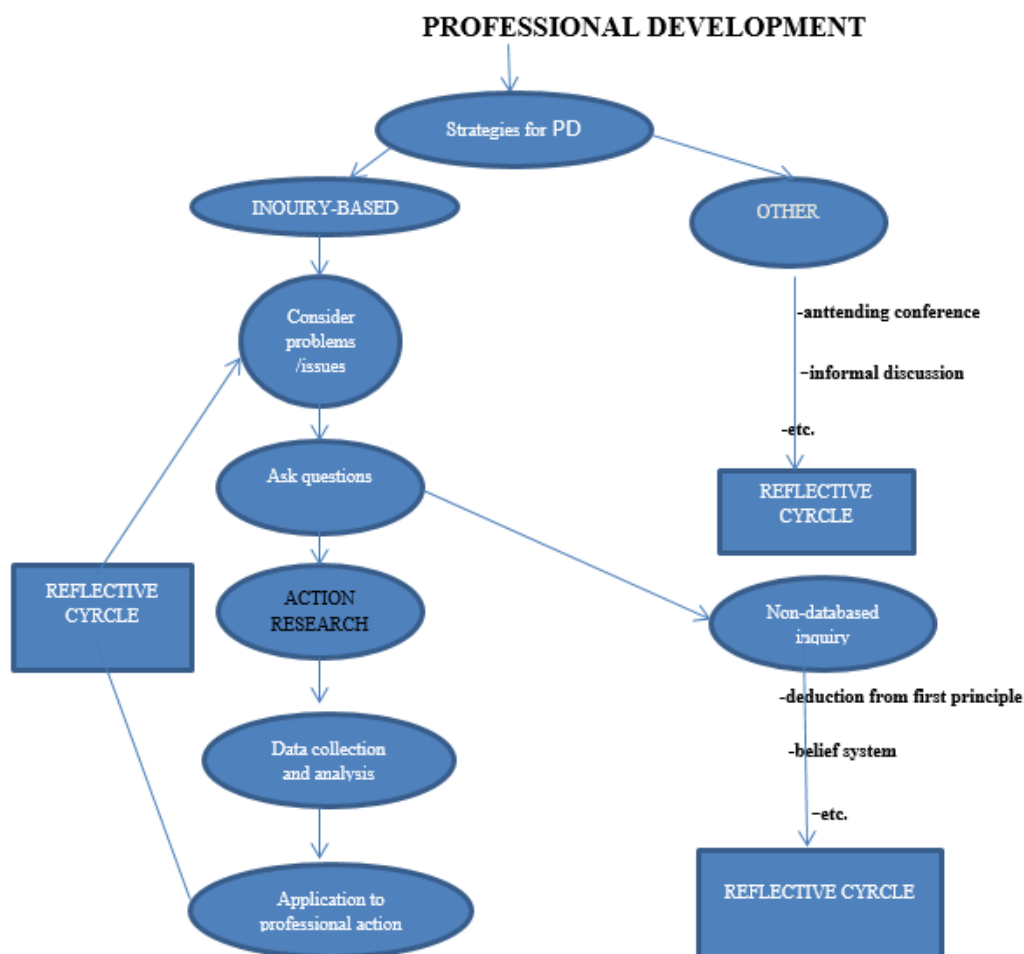 PROFESSIONAL DEVELOPMENT
Strategies for PD
INOUIRY-BASED
OTHER
Consider
problems
/issues
-anttending conference
-informal discussion
-etc.
Ask questions
REFLECTIVE
CYRCLE
REFLECTIVE
CYRCLE
ACTION
RESEARCH
Non-databased
inquiry
-deduction from first principle
-belief system
-etc.
Data collection
and analysis
Application to
professional action
REFLECTIVE CYRCLE